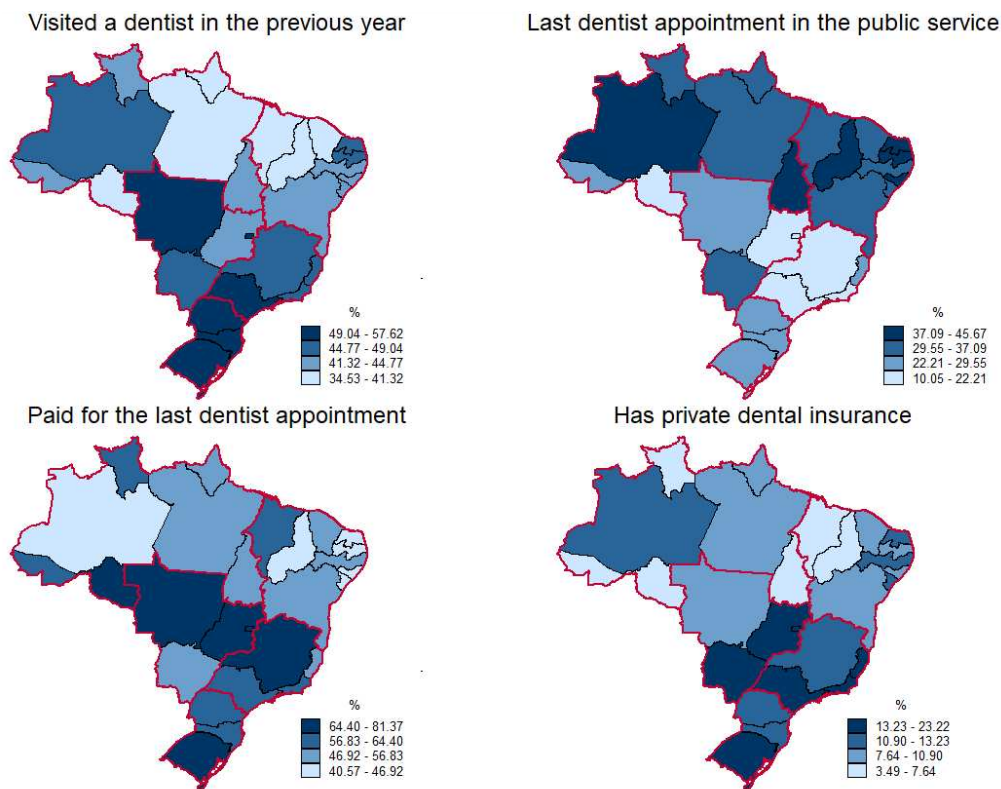 Visited a dentist in the previous year
Last dentist appointment in the public service
%
49.04 - 57.62
44.77 - 49.04
41.32 - 44.77
34.53 - 41.32
%
37.09 - 45.67
29.55 - 37.09
22.21 - 29.55
10.05 - 22.21
Paid for the last dentist appointment
Has private dental insurance
%
64.40 - 81.37
56.83 - 64.40
46.92 - 56.83
40.57 - 46.92
%
13.23 - 23.22
10.90 - 13.23
7.64 - 10.90
3.49 - 7.64